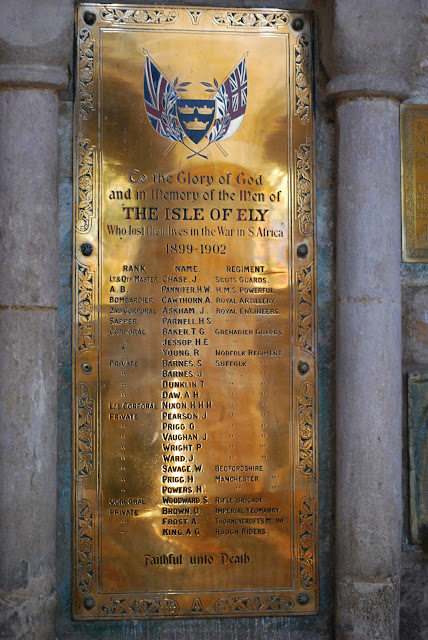 To the Glory of God
and in Memory of the Men of
THE ISLE OF ELY
Who lost their lives in the War in S. Africa
1899-1902
RANK NAME. REGIMENT.
Lt & Qtr Master CHASE, J. SCOTS GUARDS.
A. B. PANNIFER, H.W. H.M.S. POWERFUL
BOMBARDIER CAWTHORN, A. ROYAL ARTILLERY
2ND CORPORAL ASKHAM, J. ROYAL ENGINEERS
SAPPER PARNELL, H.S " "
CORPORAL BAKER, T.G GRENADIER GUARDS
" JESSOP, H.E " "
" YOUNG, R NORFOLK REGIMENT
PRIVATE BARNES, S SUFFOLK "
" BARNES, J. " "
" DUNKLIN, T " "
" DAW, A.H " "
LCE CORPORAL NIXON, H.H.H " "
PRIVATE PEARSON, J " "
" PRIGG, G. " "
" VAUGHAN, J. " "
" WRIGHT, P. " "
" WARD, J. " "
" SAVAGE, W. BEDFORDSHIRE "
" PRIGG, H. MANCHESTER "
" POWERS, H. " "
CORPORAL WOODWARD, S. RIFLE BRIGADE
PRIVATE BROWN, D. IMPERIAL YEOMANRY
" FROST, A. THORNEYCROFTS M. INF.
" KING, A.G ROUGH RIDERS.
Faithful unto Death.